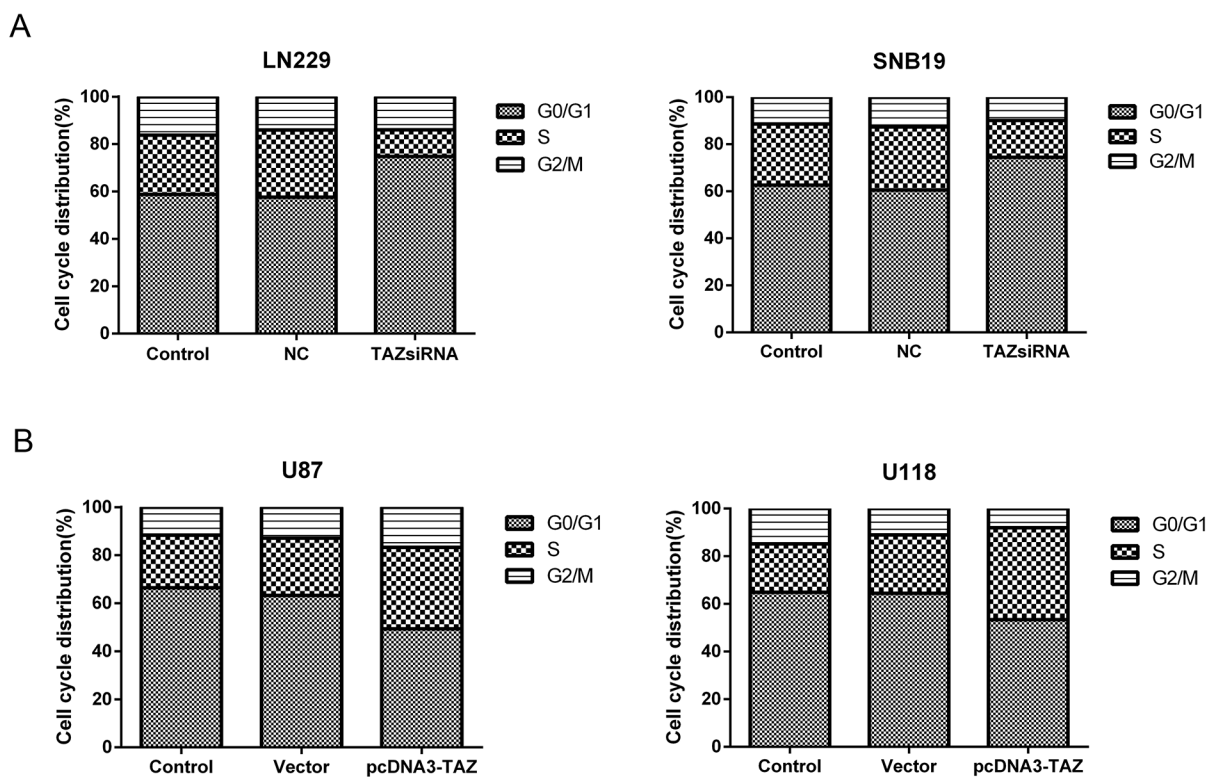 A
LN229
Cell cycle distribution(%)
100
80
60
40
20
0
Control NC TAZsiRNA
G0/G1
S
G2/M
SNB19
Cell cycle distribution(%)
100
80
60
40
20
0
Control NC TAZsiRNA
G0/G1
S
G2/M
B
U87
Cell cycle distribution(%)
100
80
60
40
20
0
Control Vector pcDNA3-TAZ
G0/G1
S
G2/M
U118
Cell cycle distribution(%)
100
80
60
40
20
0
Control Vector pcDNA3-TAZ
G0/G1
S
G2/M